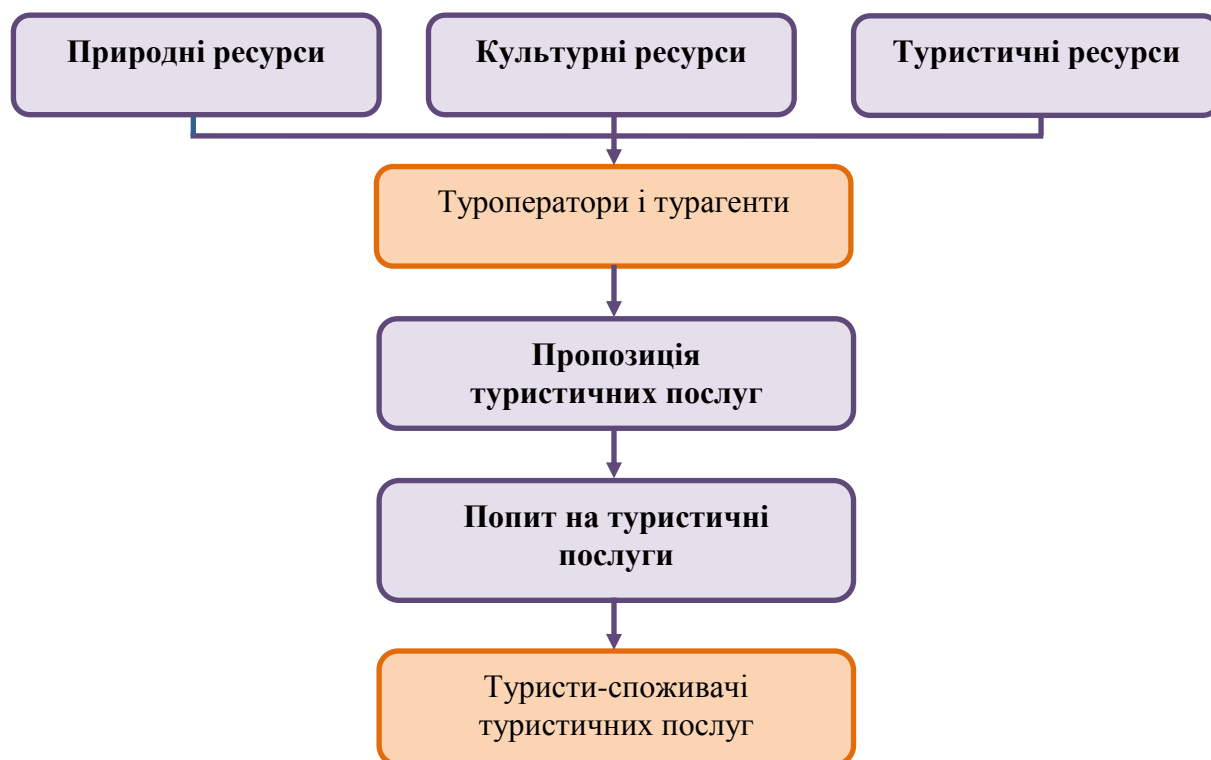 Природні ресурси
Культурні ресурси
Туристичні ресурси
Туроператори і турагенти
Пропозиція
туристичних послуг
Попит на туристичні
послуги
Туристи-споживачі
туристичних послуг